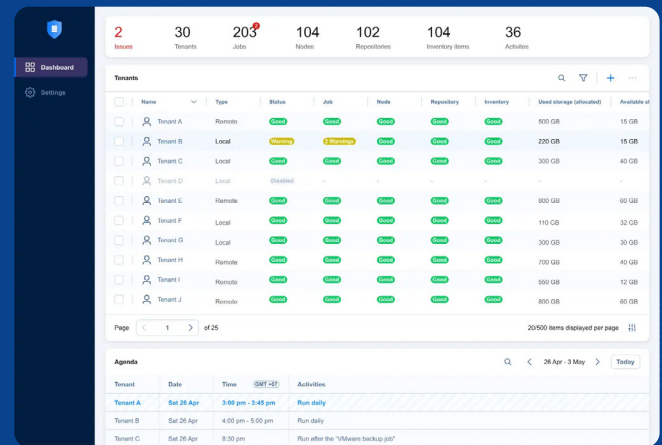 2 30 203 2 104 102 104 36
Issues Tenants Jobs Nodes Repositories Inventory items Activites
Dashboard
Settings
Tenants
Name Type Status Job Node Repository Inventory Used storage (allocated) Available st
Tenant A Remote Good Good Good Good Good 500 GB 15 GB
Tenant B Local Warning 2 Warnings Good Good Good 220 GB 15 GB
Tenant C Local Good Good Good Good Good 300 GB 40 GB
Tenant D Local Disabled - - - - - -
Tenant E Remote Good Good Good Good Good 800 GB 60 GB
Tenant F Local Good Good Good Good Good 110 GB 32 GB
Tenant G Local Good Good Good Good Good 300 GB 30 GB
Tenant H Remote Good Good Good Good Good 700 GB 40 GB
Tenant I Remote Good Good Good Good Good 550 GB 12 GB
Tenant J Remote Good Good Good Good Good 800 GB 60 GB
Page 1 of 25 20/500 items displayed per page
Agenda 26 Apr - 3 May Today
Tenant Date Time GMT +07 Activities
Tenant A Sat 26 Apr 3:00 pm - 3:45 pm Run daily
Tenant B Sat 26 Apr 4:00 pm - 5:00 pm Run daily
Tenant C Sat 26 Apr 8:30 pm Run after the "VMware backup job"